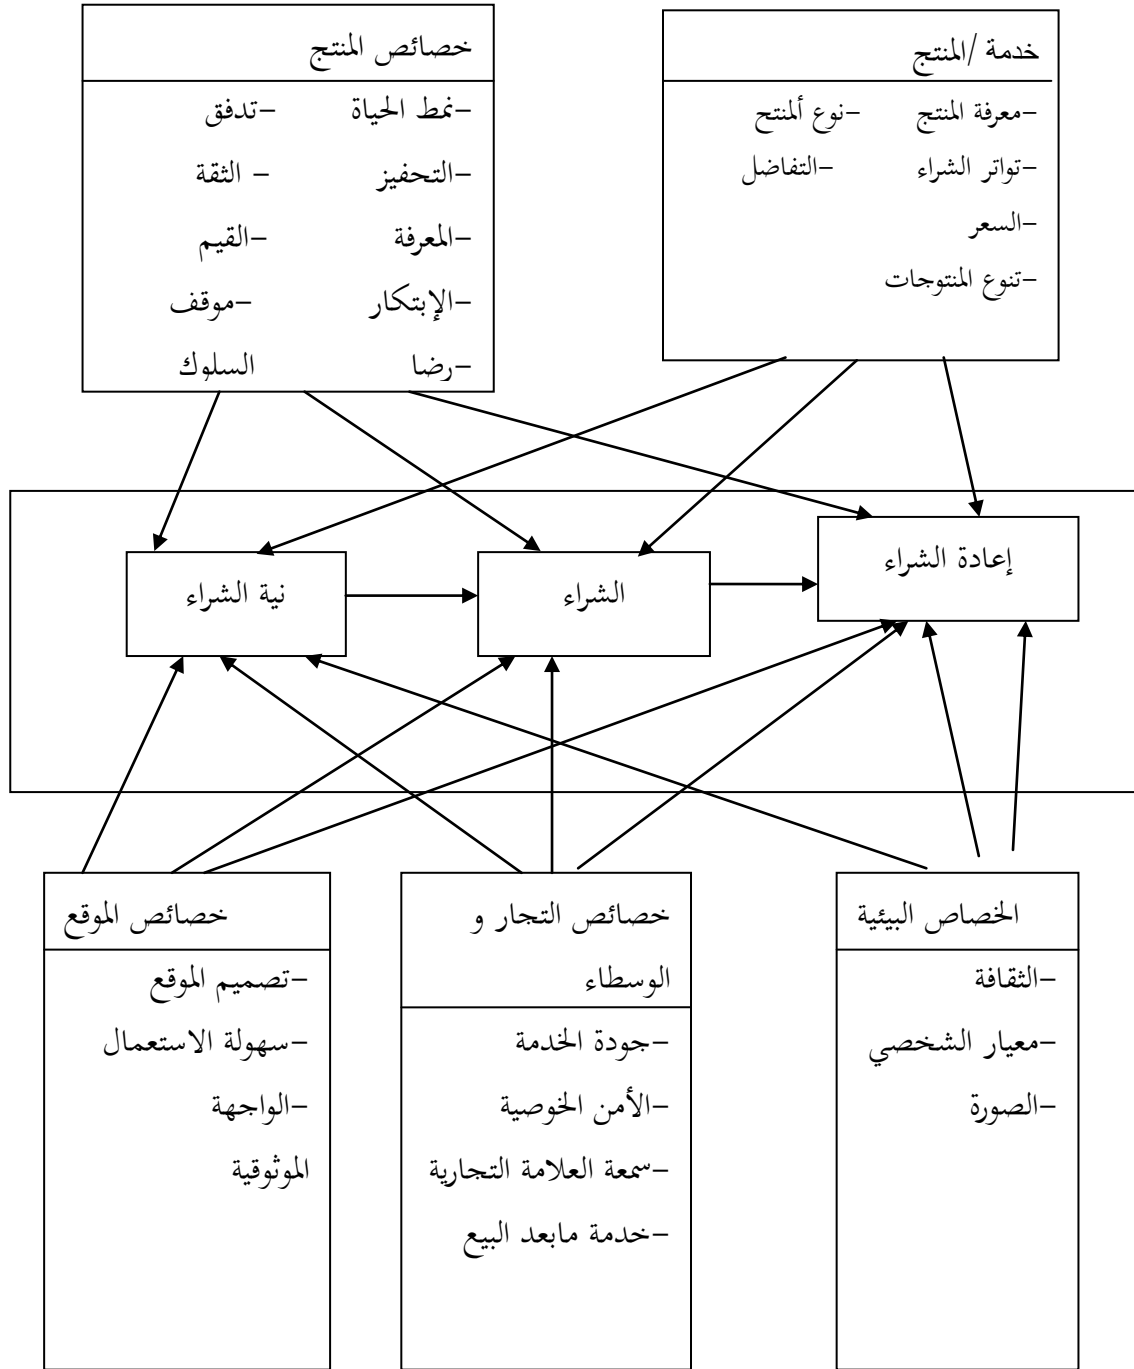 خدمة /المنتج
–معرفة المنتج –نوع ألمنتح
–تواتر الشراء –التفاضل
–السعر
–تنوع المنتوجات
خصائص المنتج
–نمط الحياة –تدفق
–التحفيز – الثقة
–المعرفة –القيم
–الإبتكار –موقف
–رضا السلوك
إعادة الشراء
الشراء
نية الشراء
الخصاص البيئية
–الثقافة
–معيار الشخصي
–الصورة
خصائص التجار و
الوسطاء
–جودة الخدمة
–الأمن الخوصية
–سمعة العلامة التجارية
–خدمة مابعد البيع
خصائص الموقع
–تصميم الموقع
–سهولة الاستعمال
–الواجهة
الموثوقية